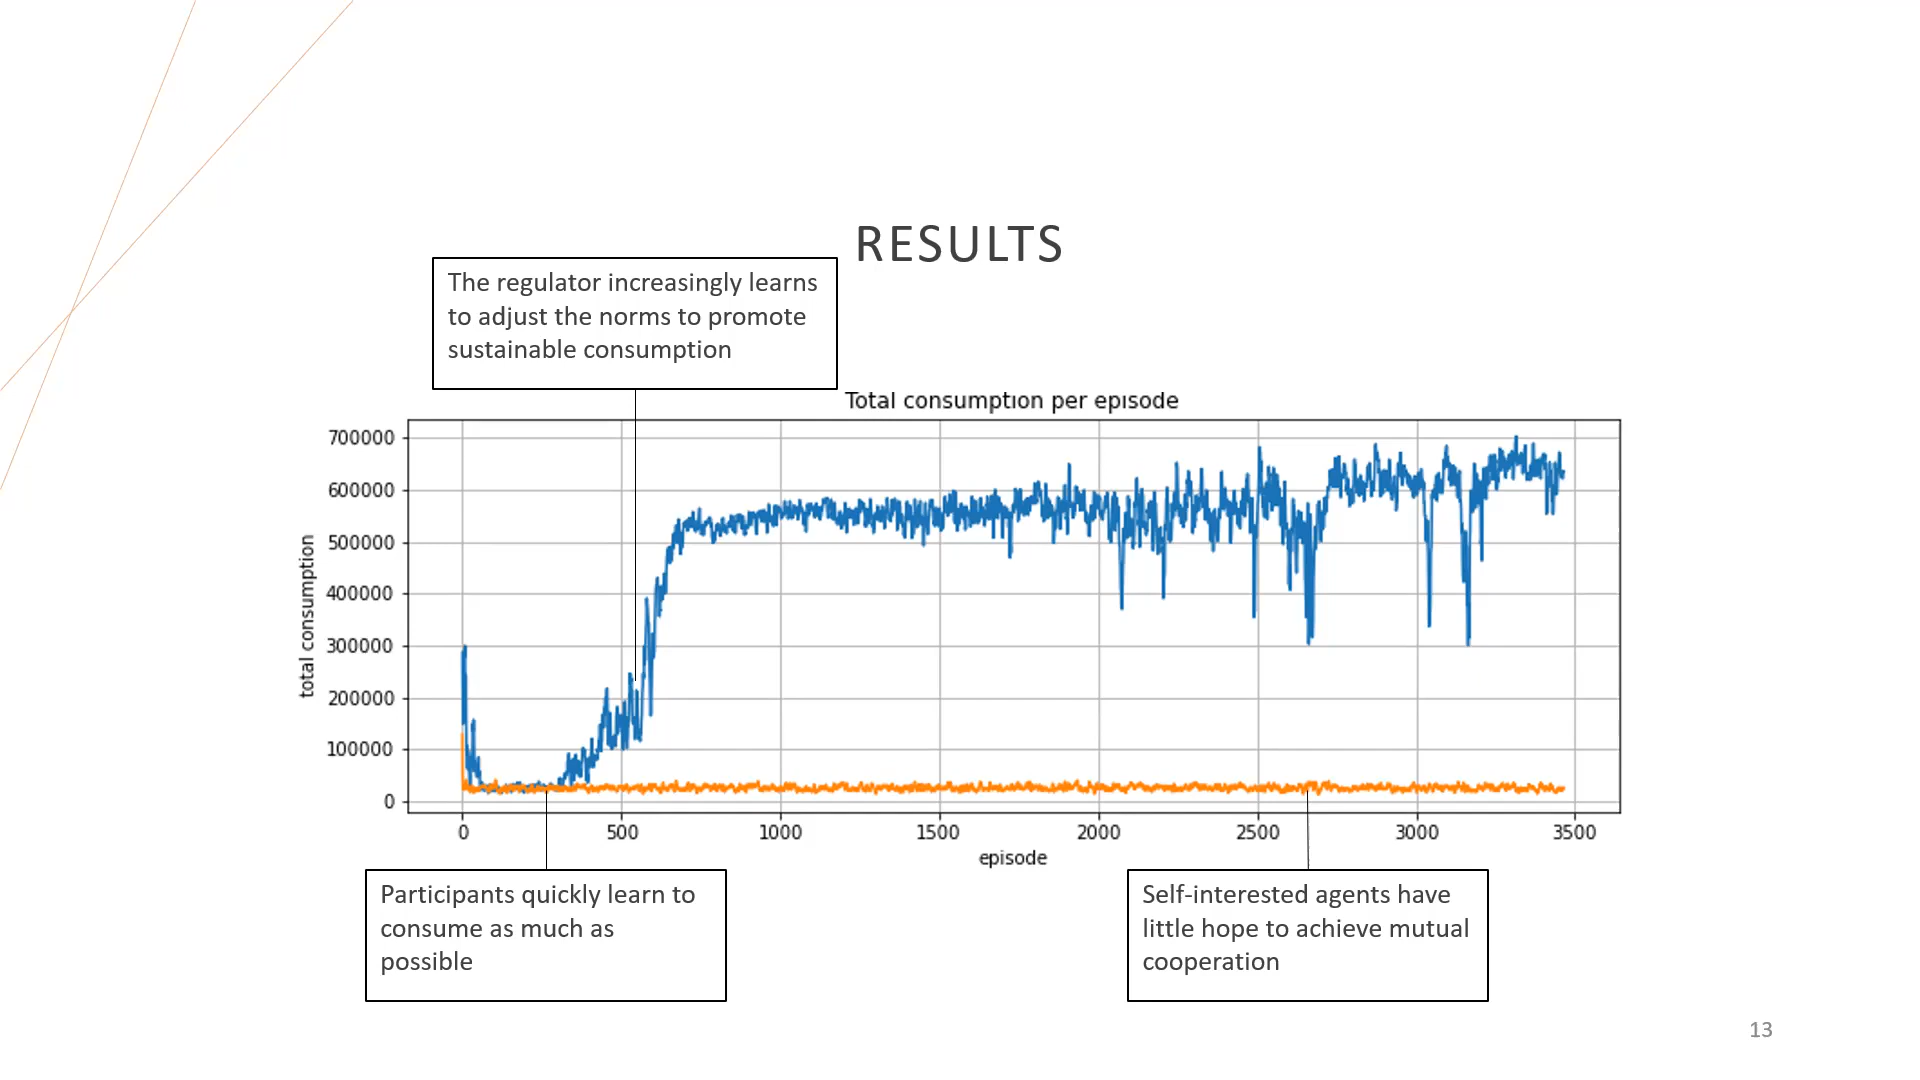 RESULTS
The regulator increasingly learns
to adjust the norms to promote
sustainable consumption
Total consumption per episode
700000
600000
500000
400000
300000
200000
100000
0
total consumption
0 500 1000 1500 2000 2500 3000 3500
episode
Participants quickly learn to
consume as much as
possible
Self-interested agents have
little hope to achieve mutual
cooperation
13